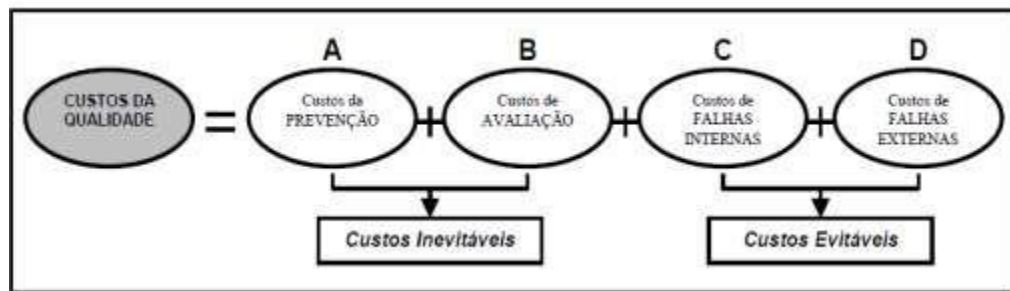 A B C D
CUSTOS DA
QUALIDADE
=
Custos da
PREVENÇÃO
+
Custos de
AVALIAÇÃO
+
Custos de
FALHAS
INTERNAS
+
Custos de
FALHAS
EXTERNAS
Custos Inevitáveis
Custos Evitáveis